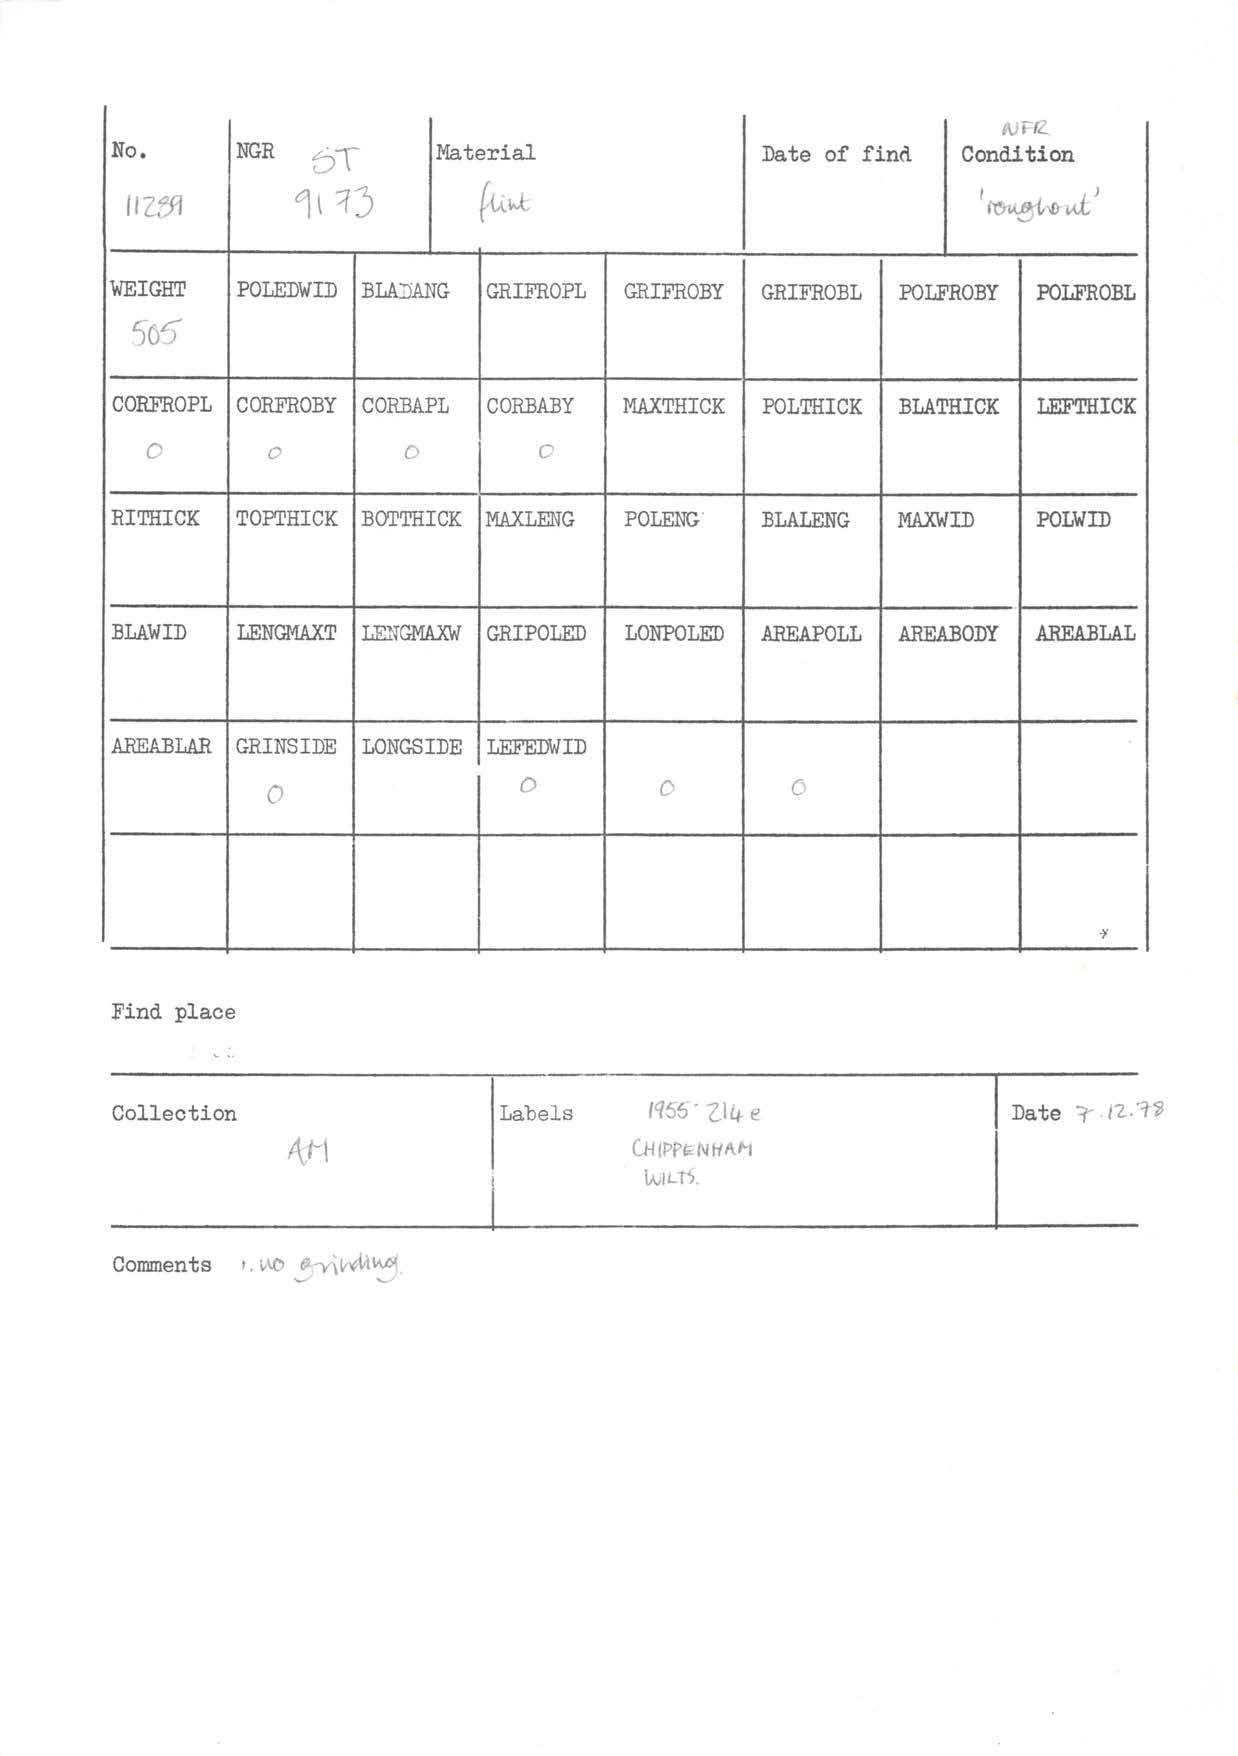 NFR
No. NGR ST Material Date of find Condition
11289 9173 flint 'roughout'
WEIGHT POLEDWID BLADANG GRIFROPL GRIFROBY GRIFROBL POLFROBY POLFROBL
505
CORFROPL CORFROBY CORBAPL CORBABY MAXTHICK POLTHICK BLATHICK LEFTHICK
0 0 0 0
RITHICK TOPTHICK BOTTHICK MAXLENG POLENG BLALENG MAXWID POLWID
BLAWID LENGMAXT LENGMAXW GRIPOLED LONPOLED AREAPOLL AREABODY AREABLAL
AREABLAR GRINSIDE LONGSIDE LEFEDWID
0 0 0 0
Find place
Collection Labels 1955·214e Date 7.12.78
AM CHIPPENHAM
WILTS.
Comments 1. no grinding.